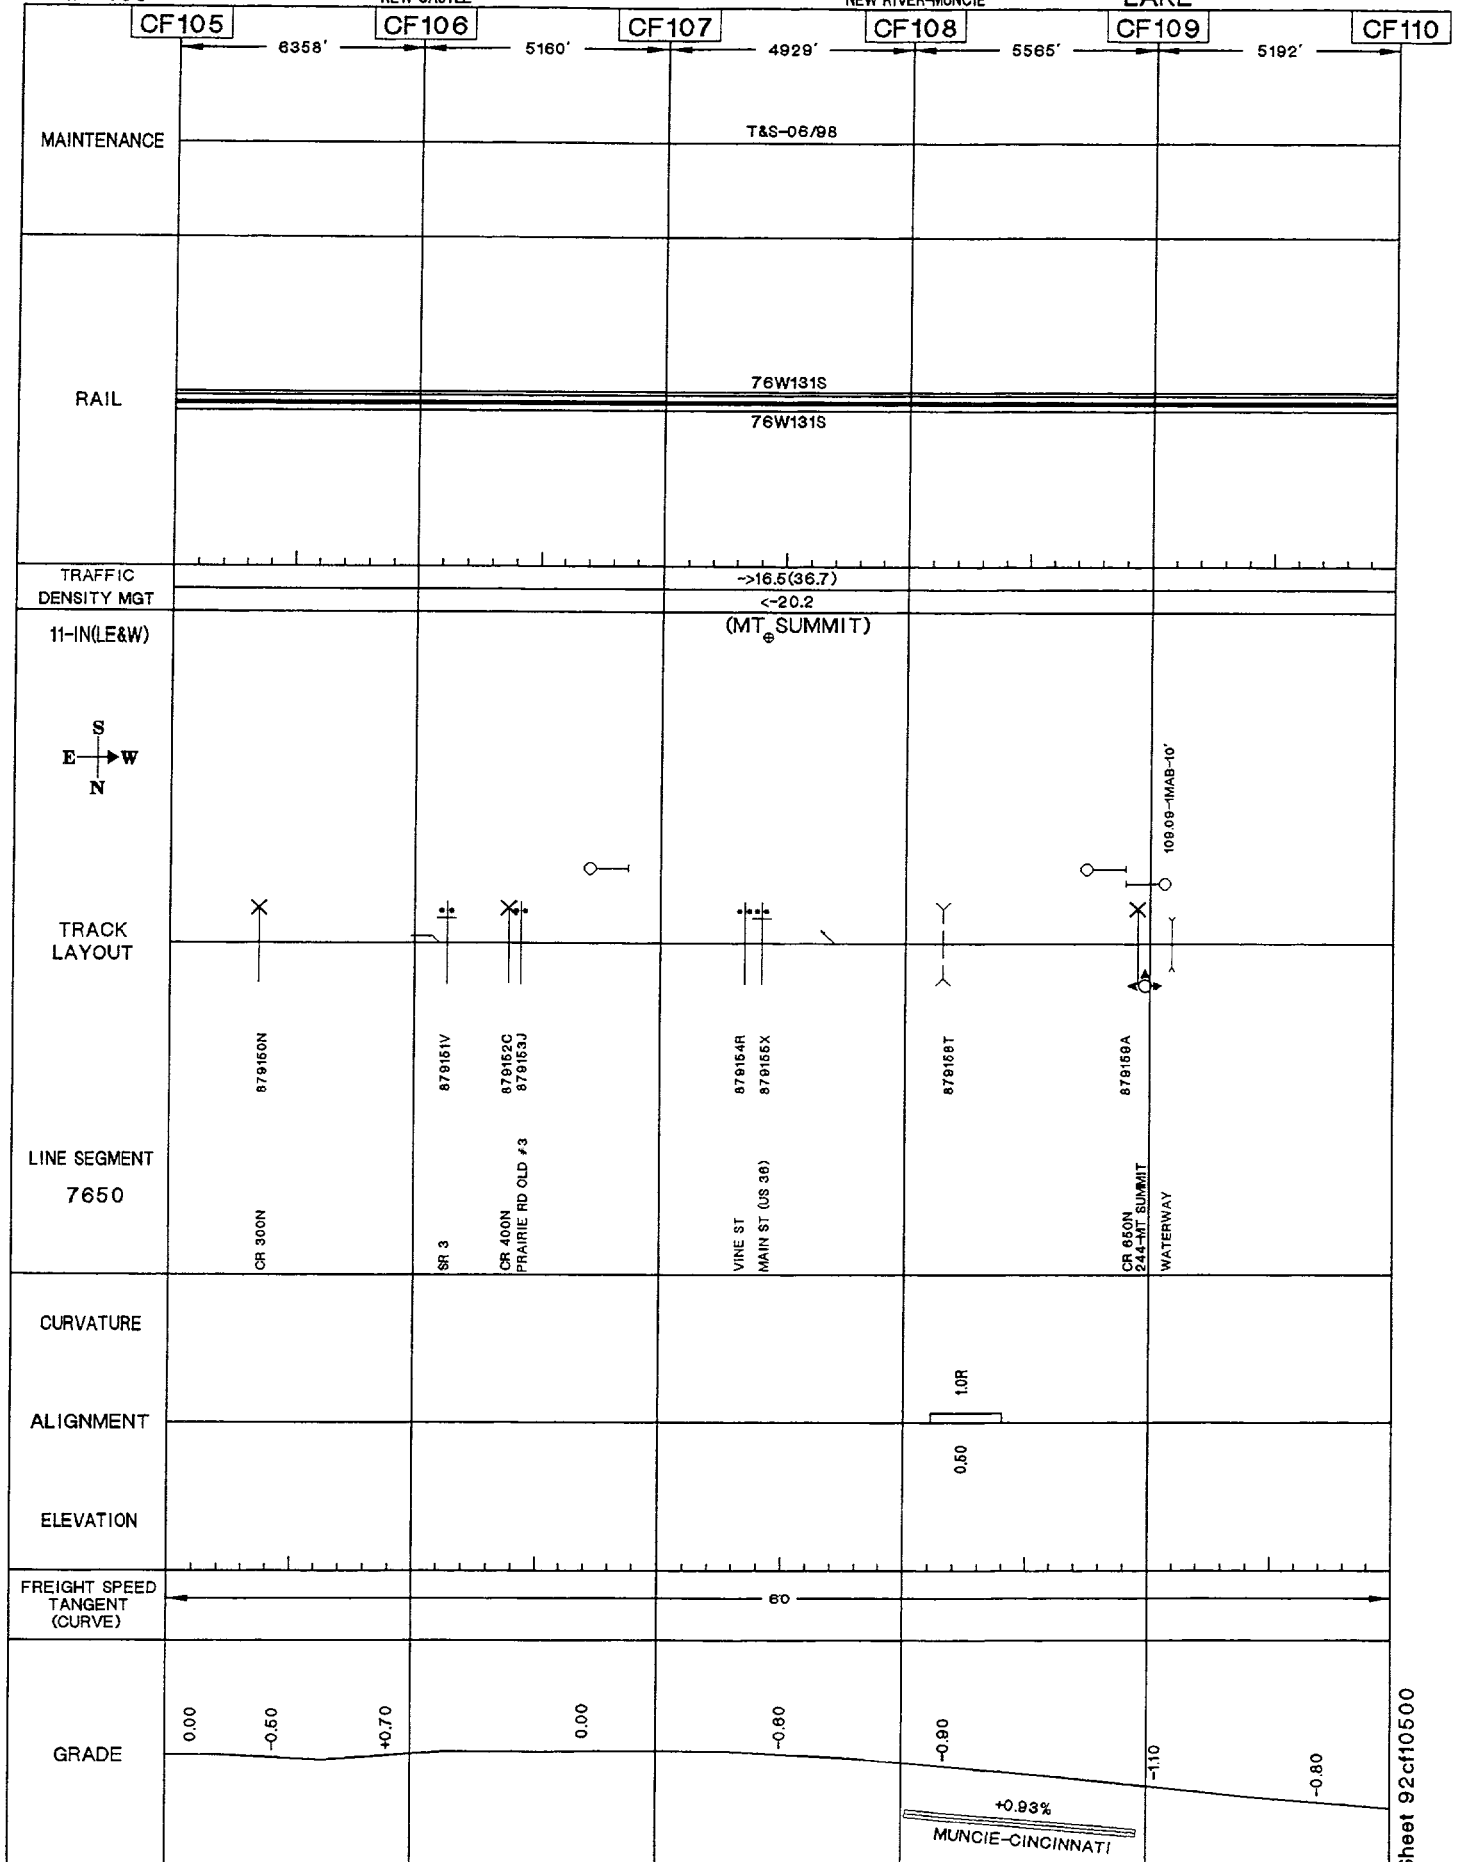 NEW CASTLE
NEW RIVER-MUNCIE
LAKE
CF105
CF106
CF107
CF108
CF109
CF110
6358'
5160'
4929'
5565'
5192'
MAINTENANCE
T&S-06/98
RAIL
76W131S
76W131S
TRAFFIC
DENSITY MGT
->16.5(36.7)
<-20.2
11-IN(LE&W)
(MT SUMMIT)
S
E W
N
109.09-1MAB-10'
TRACK
LAYOUT
879150N
879151V
879152C
879153J
879154R
879155X
879158T
879159A
LINE SEGMENT
7650
CR 300N
SR 3
CR 400N
PRAIRIE RD OLD #3
VINE ST
MAIN ST (US 36)
CR 650N
244-MT SUMMIT
WATERWAY
CURVATURE
1.0R
ALIGNMENT
0.50
ELEVATION
FREIGHT SPEED
TANGENT
(CURVE)
60
GRADE
0.00
-0.50
+0.70
0.00
-0.60
-0.90
-1.10
-0.80
+0.93%
MUNCIE-CINCINNATI
Sheet 92cf10500